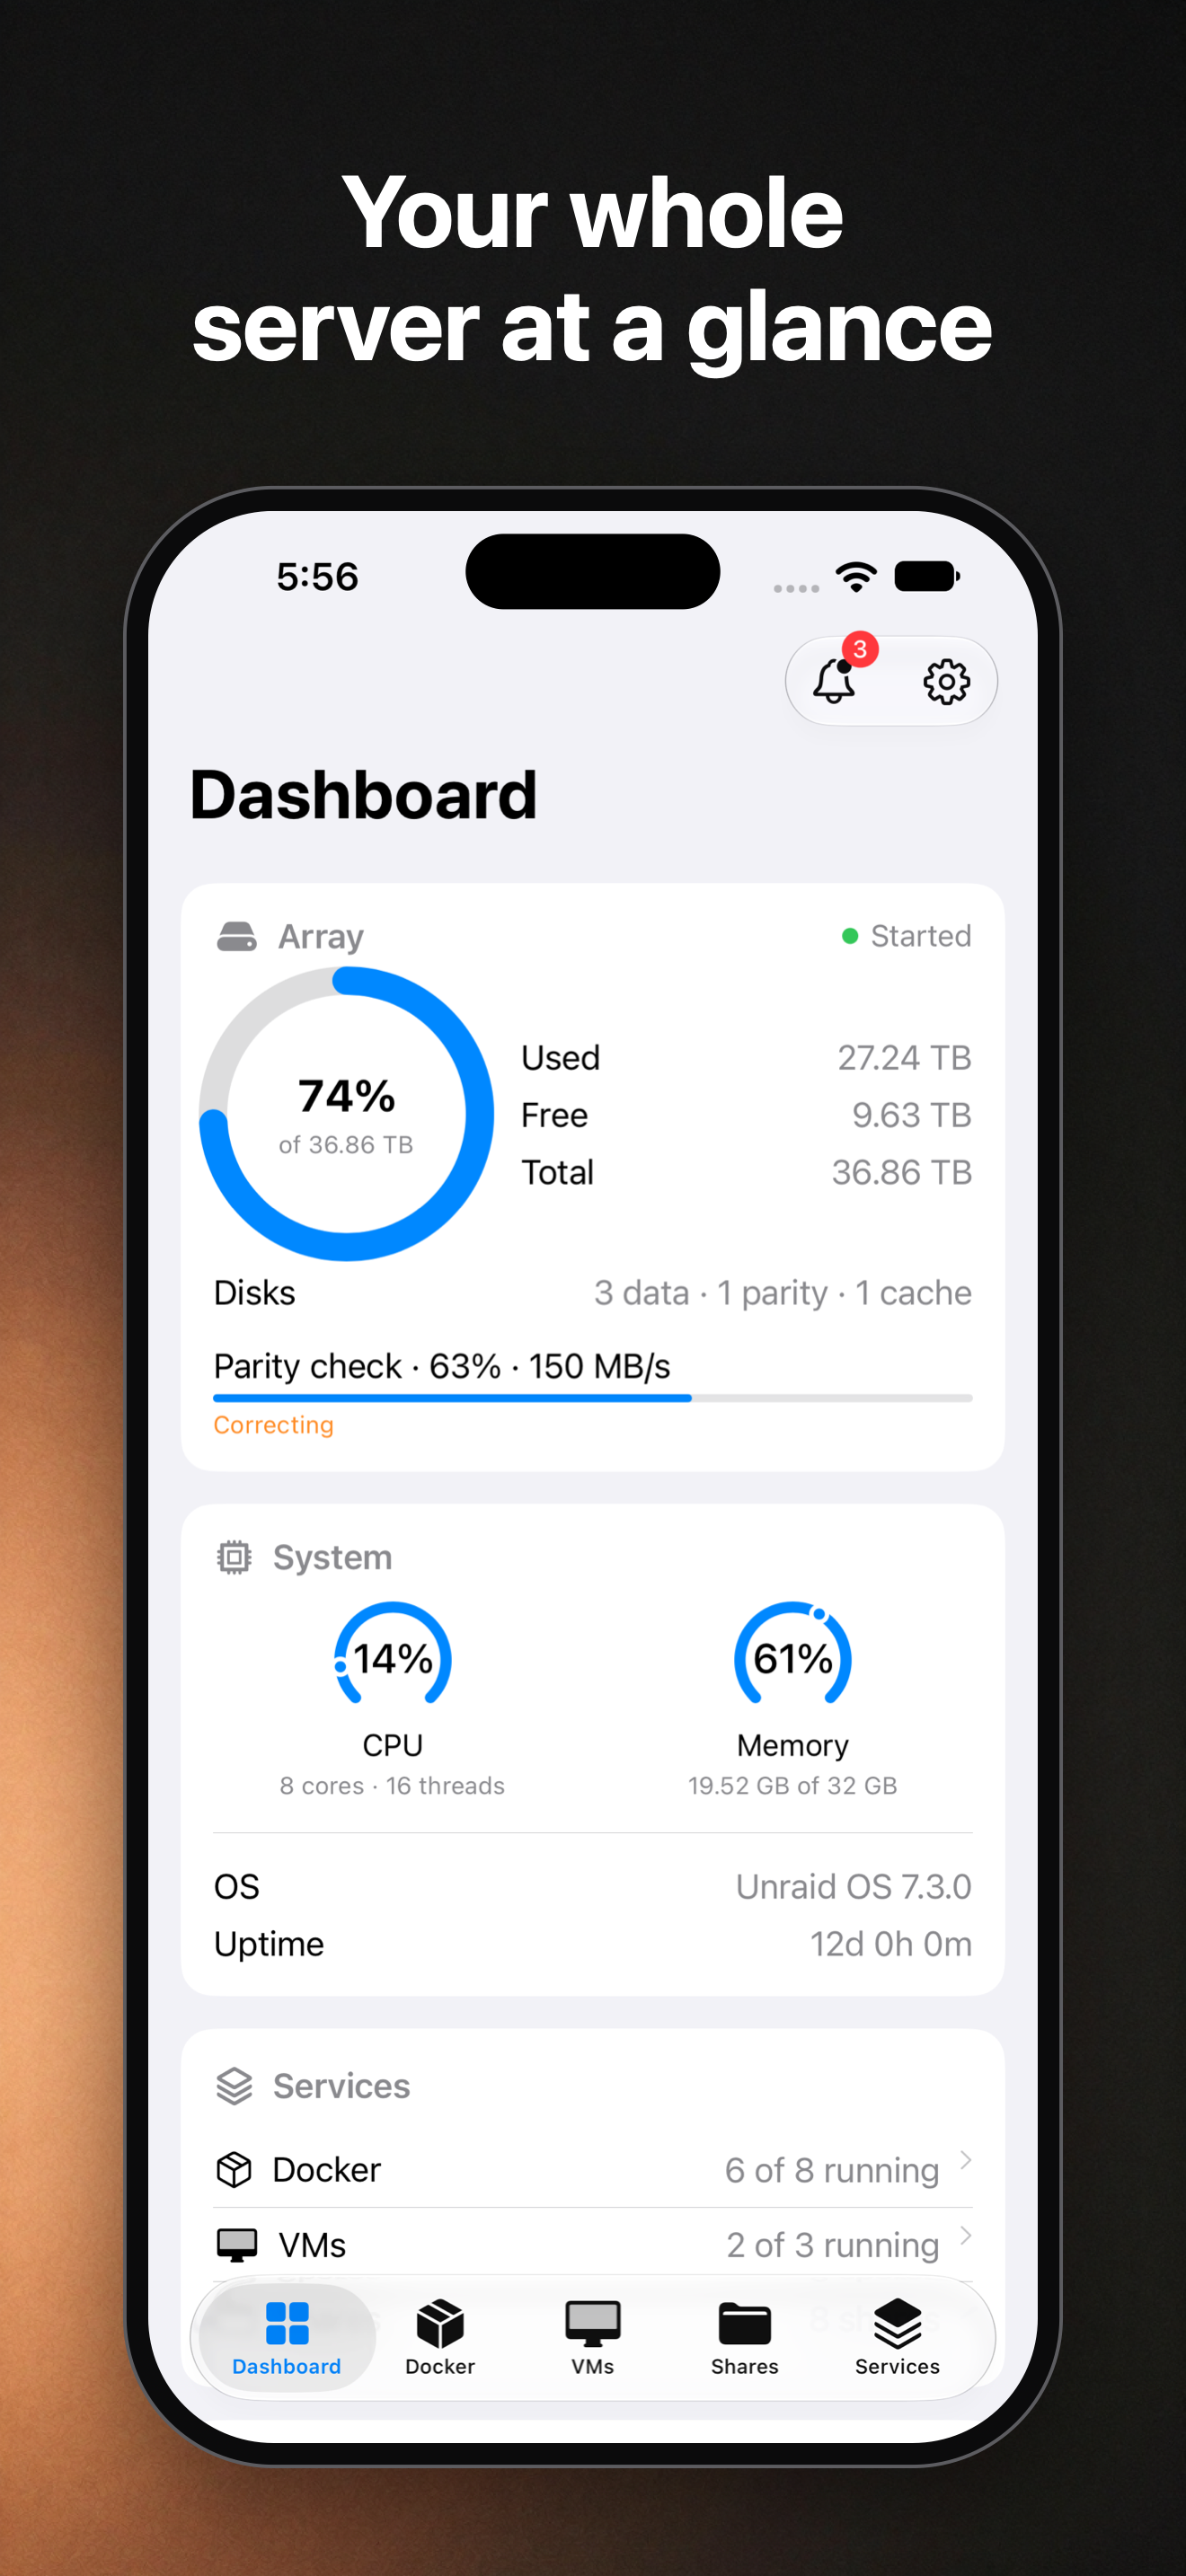 Your whole
server at a glance
5:56
3
Dashboard
Array
Started
74%
of 36.86 TB
Used 27.24 TB
Free 9.63 TB
Total 36.86 TB
Disks 3 data · 1 parity · 1 cache
Parity check · 63% · 150 MB/s
Correcting
System
14%
61%
CPU
Memory
8 cores · 16 threads
19.52 GB of 32 GB
OS Unraid OS 7.3.0
Uptime 12d 0h 0m
Services
Docker 6 of 8 running
VMs 2 of 3 running
Dashboard
Docker
VMs
Shares
Services